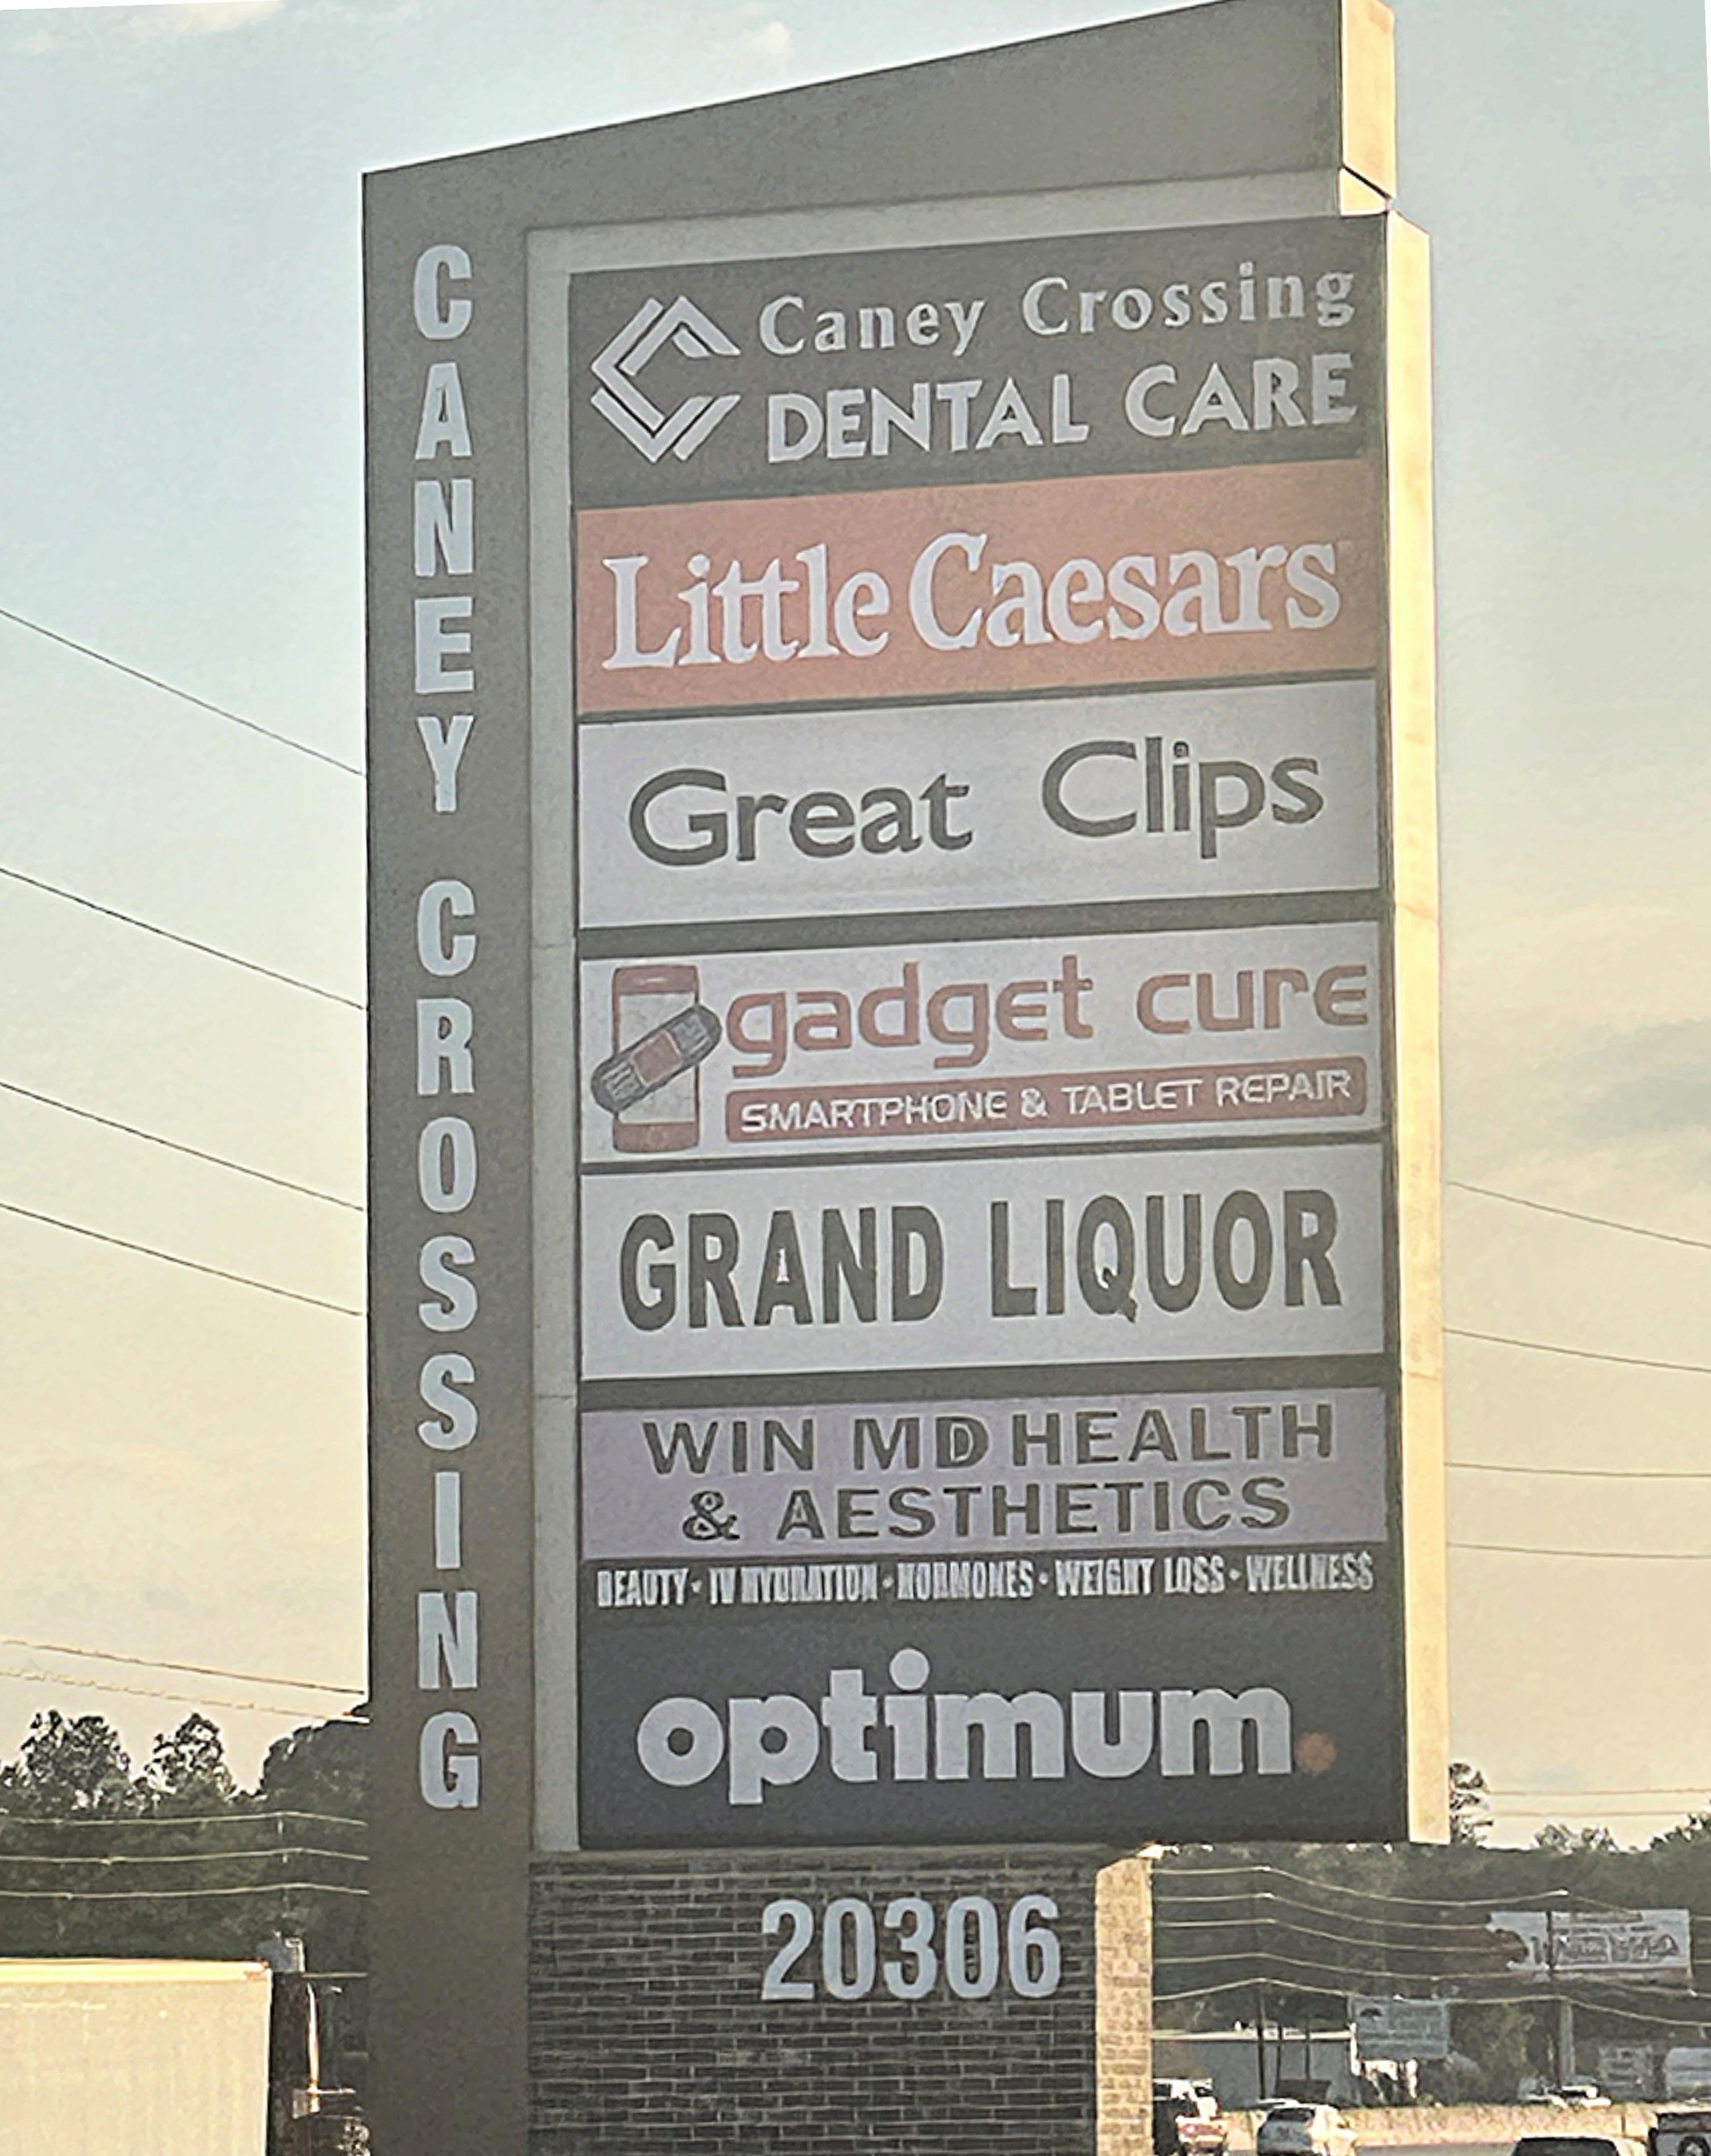 CANEY CROSSING
Caney Crossing
DENTAL CARE
Little Caesars
Great Clips
gadget cure
SMARTPHONE & TABLET REPAIR
GRAND LIQUOR
WIN MD HEALTH
& AESTHETICS
BEAUTY • IV HYDRATION • HORMONES • WEIGHT LOSS • WELLNESS
optimum.
20306